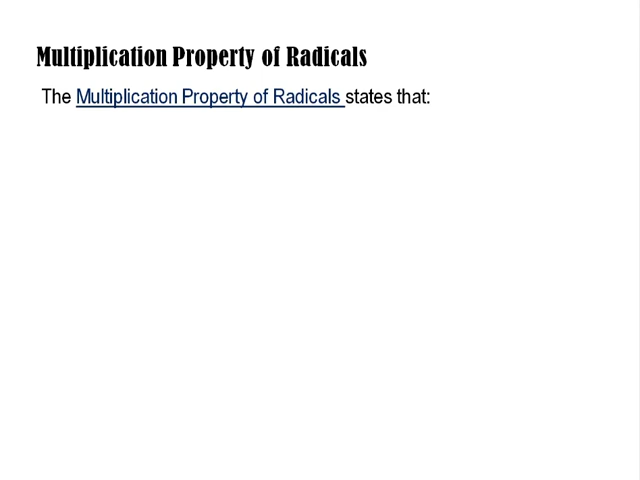 Multiplication Property of Radicals
The Multiplication Property of Radicals states that: